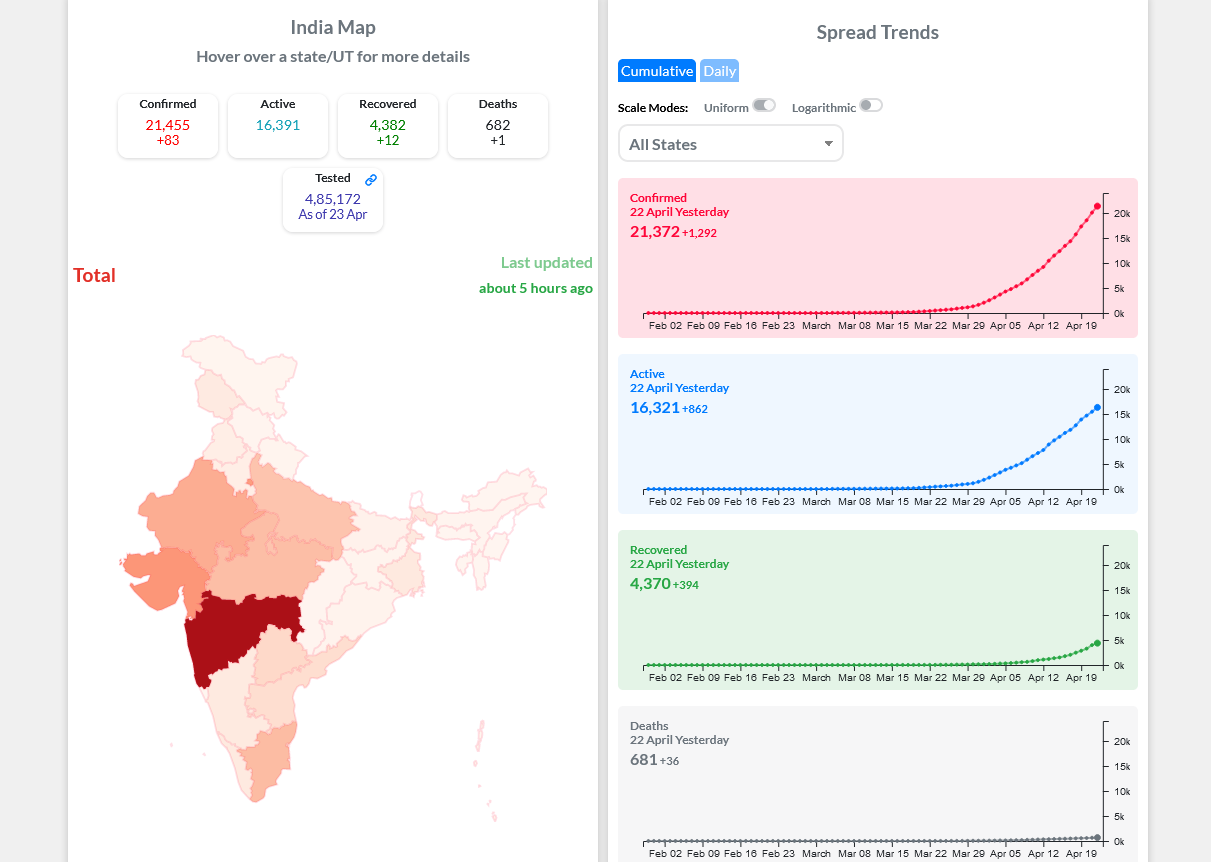 India Map
Hover over a state/UT for more details
Confirmed
21,455
+83
Active
16,391
Recovered
4,382
+12
Deaths
682
+1
Tested
4,85,172
As of 23 Apr
Total
Last updated
about 5 hours ago
Spread Trends
Cumulative Daily
Scale Modes: Uniform Logarithmic
All States
Confirmed
22 April Yesterday
21,372 +1,292
20k
15k
10k
5k
0k
Feb 02 Feb 09 Feb 16 Feb 23 March Mar 08 Mar 15 Mar 22 Mar 29 Apr 05 Apr 12 Apr 19
Active
22 April Yesterday
16,321 +862
20k
15k
10k
5k
0k
Feb 02 Feb 09 Feb 16 Feb 23 March Mar 08 Mar 15 Mar 22 Mar 29 Apr 05 Apr 12 Apr 19
Recovered
22 April Yesterday
4,370 +394
20k
15k
10k
5k
0k
Feb 02 Feb 09 Feb 16 Feb 23 March Mar 08 Mar 15 Mar 22 Mar 29 Apr 05 Apr 12 Apr 19
Deaths
22 April Yesterday
681 +36
20k
15k
10k
5k
0k
Feb 02 Feb 09 Feb 16 Feb 23 March Mar 08 Mar 15 Mar 22 Mar 29 Apr 05 Apr 12 Apr 19